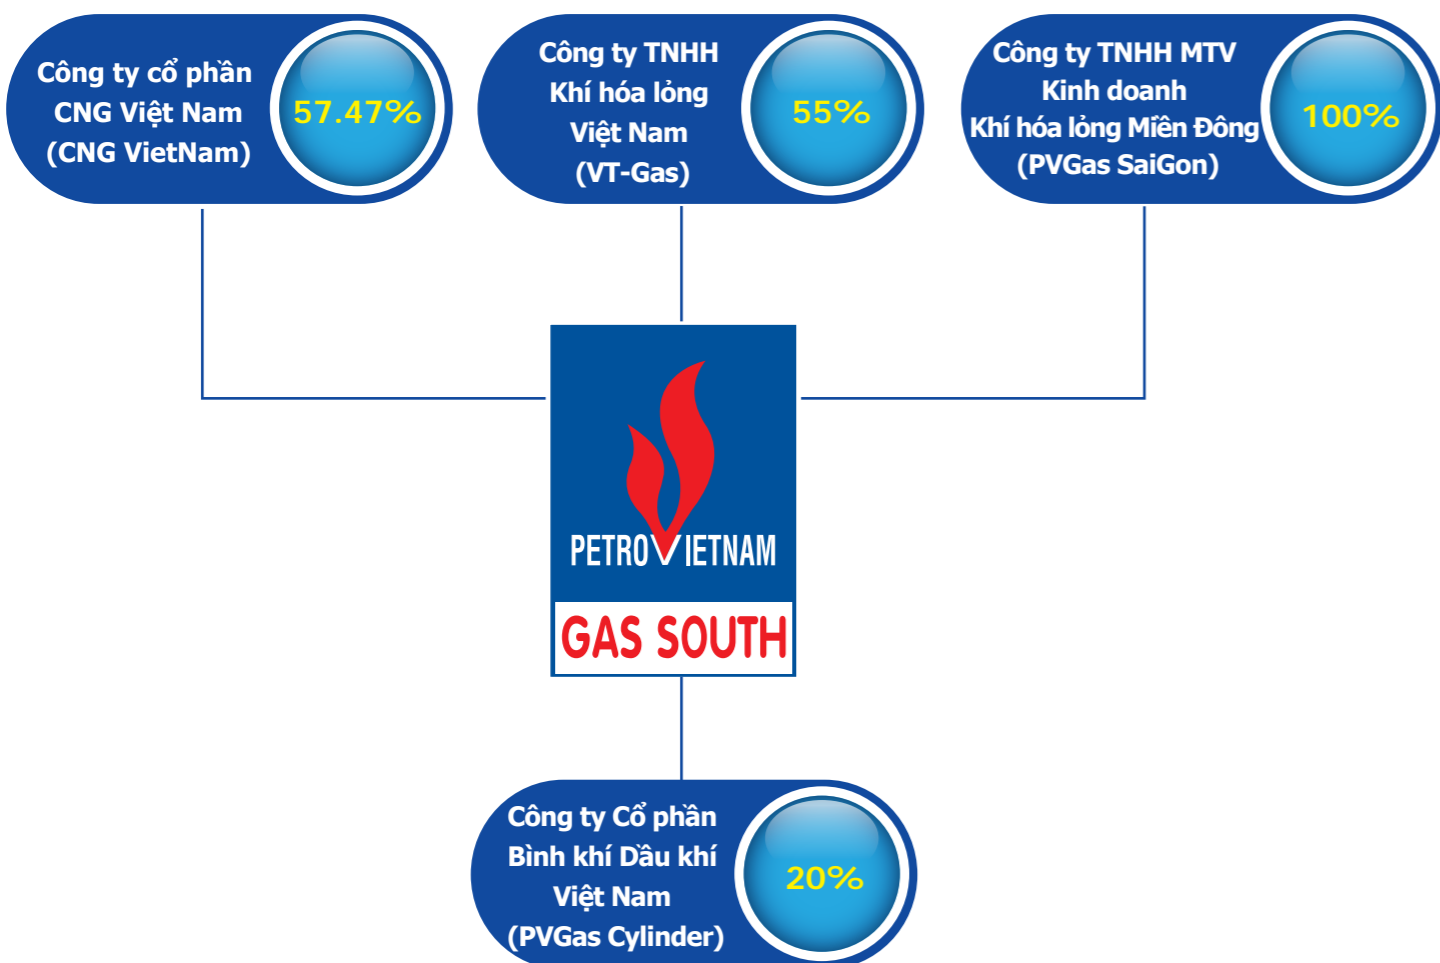 Công ty cổ phần
CNG Việt Nam
(CNG VietNam)
57.47%
Công ty TNHH
Khí hóa lỏng
Việt Nam
(VT-Gas)
55%
Công ty TNHH MTV
Kinh doanh
Khí hóa lỏng Miền Đông
(PVGas SaiGon)
100%
PETROVIETNAM
GAS SOUTH
Công ty Cổ phần
Bình khí Dầu khí
Việt Nam
(PVGas Cylinder)
20%